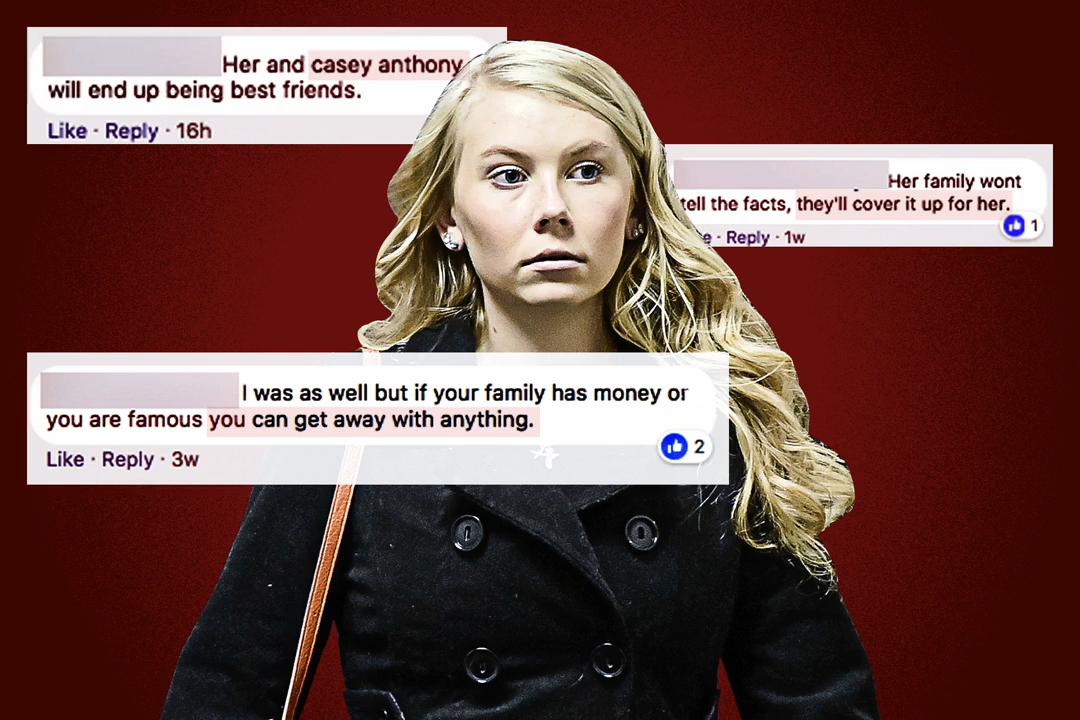 Her and casey anthony
will end up being best friends.
Like · Reply · 16h
Her family wont
tell the facts, they'll cover it up for her.
1
Reply · 1w
I was as well but if your family has money or
you are famous you can get away with anything.
2
Like · Reply · 3w